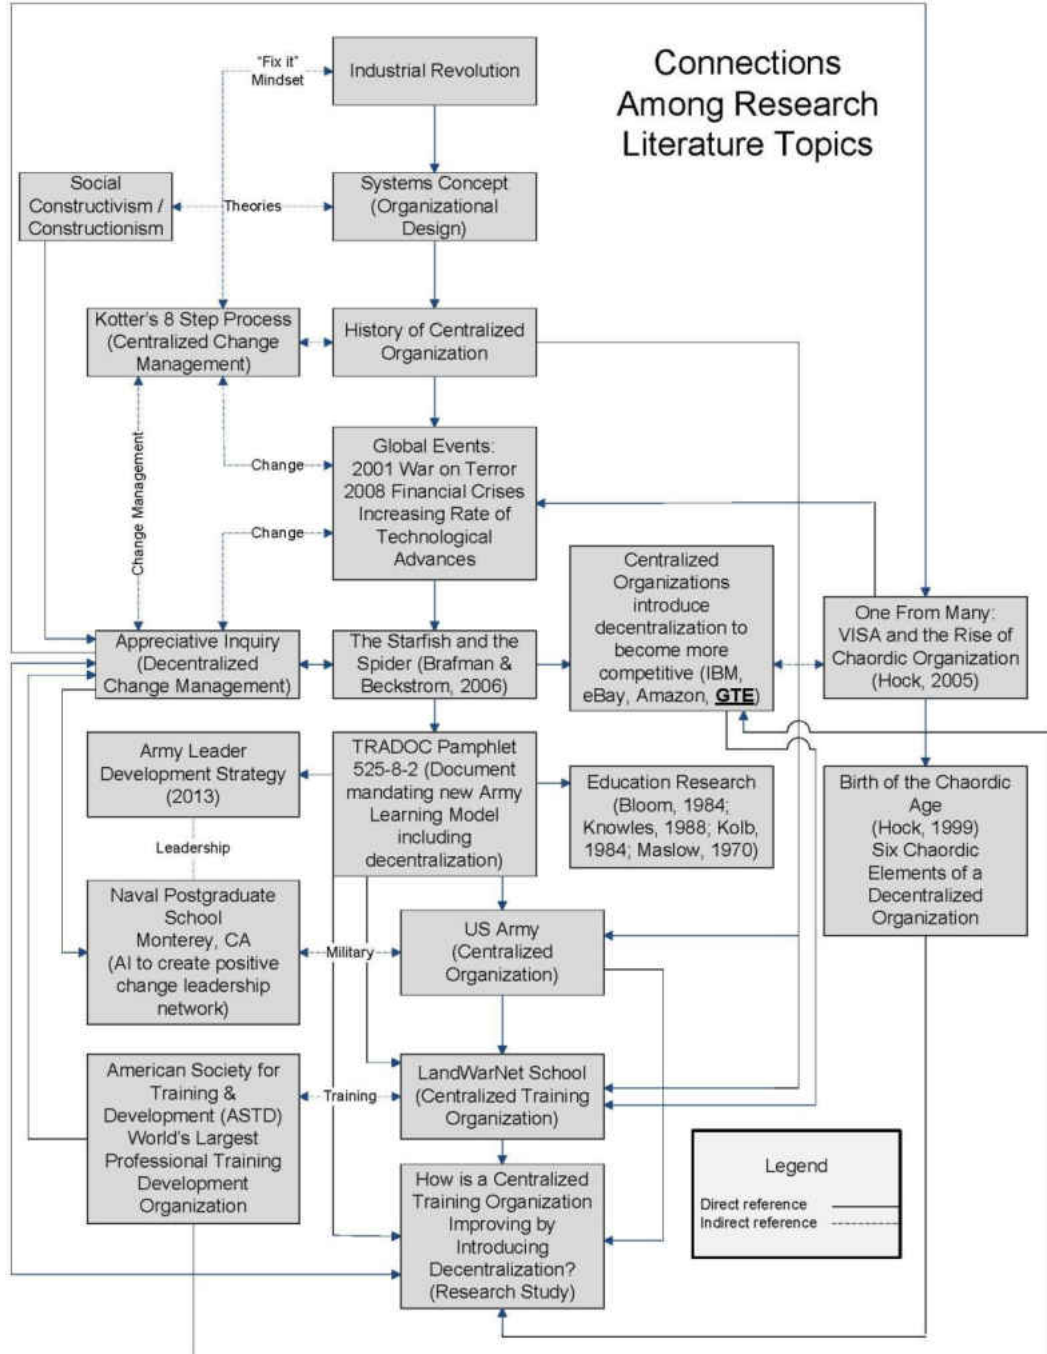 Connections
Among Research
Literature Topics
"Fix it"
Mindset
Industrial Revolution
Social
Constructivism /
Constructionism
Theories
Systems Concept
(Organizational
Design)
Kotter's 8 Step Process
(Centralized Change
Management)
History of Centralized
Organization
Change Management
Change
Change
Global Events:
2001 War on Terror
2008 Financial Crises
Increasing Rate of
Technological
Advances
Centralized
Organizations
introduce
decentralization to
become more
competitive (IBM,
eBay, Amazon, GTE)
One From Many:
VISA and the Rise of
Chaordic Organization
(Hock, 2005)
Appreciative Inquiry
(Decentralized
Change Management)
The Starfish and the
Spider (Brafman &
Beckstrom, 2006)
Army Leader
Development Strategy
(2013)
TRADOC Pamphlet
525-8-2 (Document
mandating new Army
Learning Model
including
decentralization)
Education Research
(Bloom, 1984;
Knowles, 1988; Kolb,
1984; Maslow, 1970)
Birth of the Chaordic
Age
(Hock, 1999)
Six Chaordic
Elements of a
Decentralized
Organization
Leadership
Naval Postgraduate
School
Monterey, CA
(AI to create positive
change leadership
network)
Military
US Army
(Centralized
Organization)
American Society for
Training &
Development (ASTD)
World's Largest
Professional Training
Development
Organization
Training
LandWarNet School
(Centralized Training
Organization)
How is a Centralized
Training Organization
Improving by
Introducing
Decentralization?
(Research Study)
Legend
Direct reference
Indirect reference